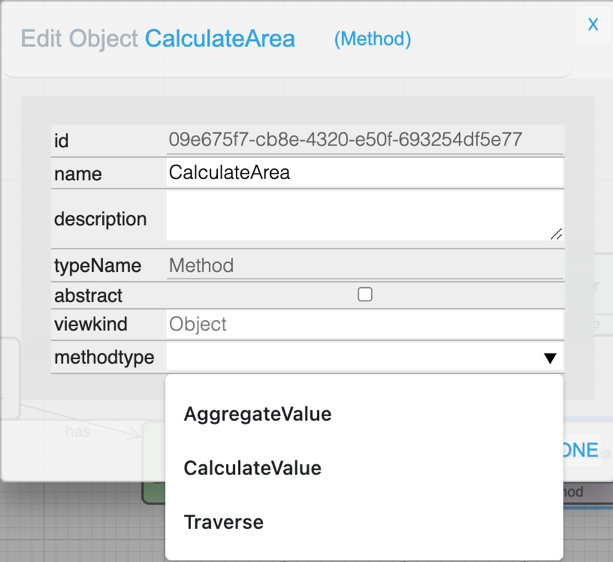 Edit Object CalculateArea (Method) X
id 09e675f7-cb8e-4320-e50f-693254df5e77
name CalculateArea
description
typeName Method
abstract
viewkind Object
methodtype
AggregateValue
has
CalculateValue
ONE
Traverse